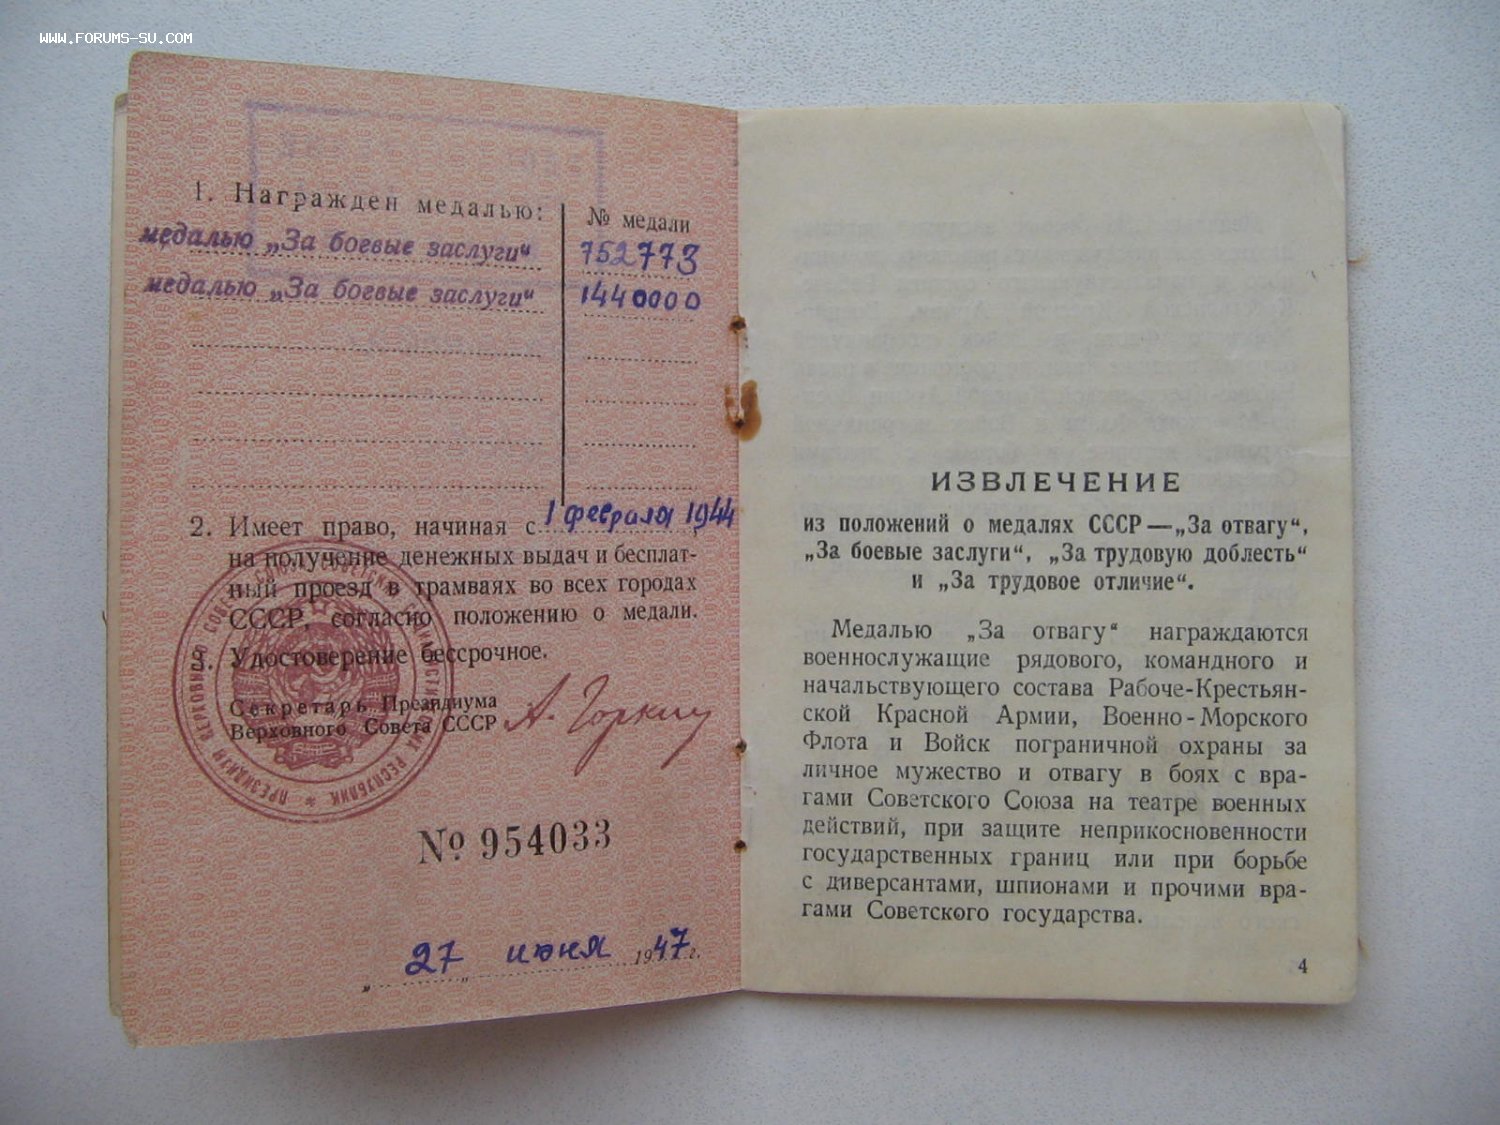 WWW.FORUMS-SU.COM
1. Награжден медалью:
№ медали
медалью „За боевые заслуги“ 752773
медалью „За боевые заслуги“ 1440000
2. Имеет право, начиная с 1 февраля 1944,
на получение денежных выдач и бесплат-
ный проезд в трамваях во всех городах
СССР, согласно положению о медали.
3. Удостоверение бессрочное.
Секретарь Президиума
Верховного Совета СССР А. Горкин
№ 954033
„27„ июня 1947 г.
ИЗВЛЕЧЕНИЕ
из положений о медалях СССР—„За отвагу“,
„За боевые заслуги“, „За трудовую доблесть“
и „За трудовое отличие“.
Медалью „За отвагу“ награждаются
военнослужащие рядового, командного и
начальствующего состава Рабоче-Крестьян-
ской Красной Армии, Военно-Морского
Флота и Войск пограничной охраны за
личное мужество и отвагу в боях с вра-
гами Советского Союза на театре военных
действий, при защите неприкосновенности
государственных границ или при борьбе
с диверсантами, шпионами и прочими вра-
гами Советского государства.
4